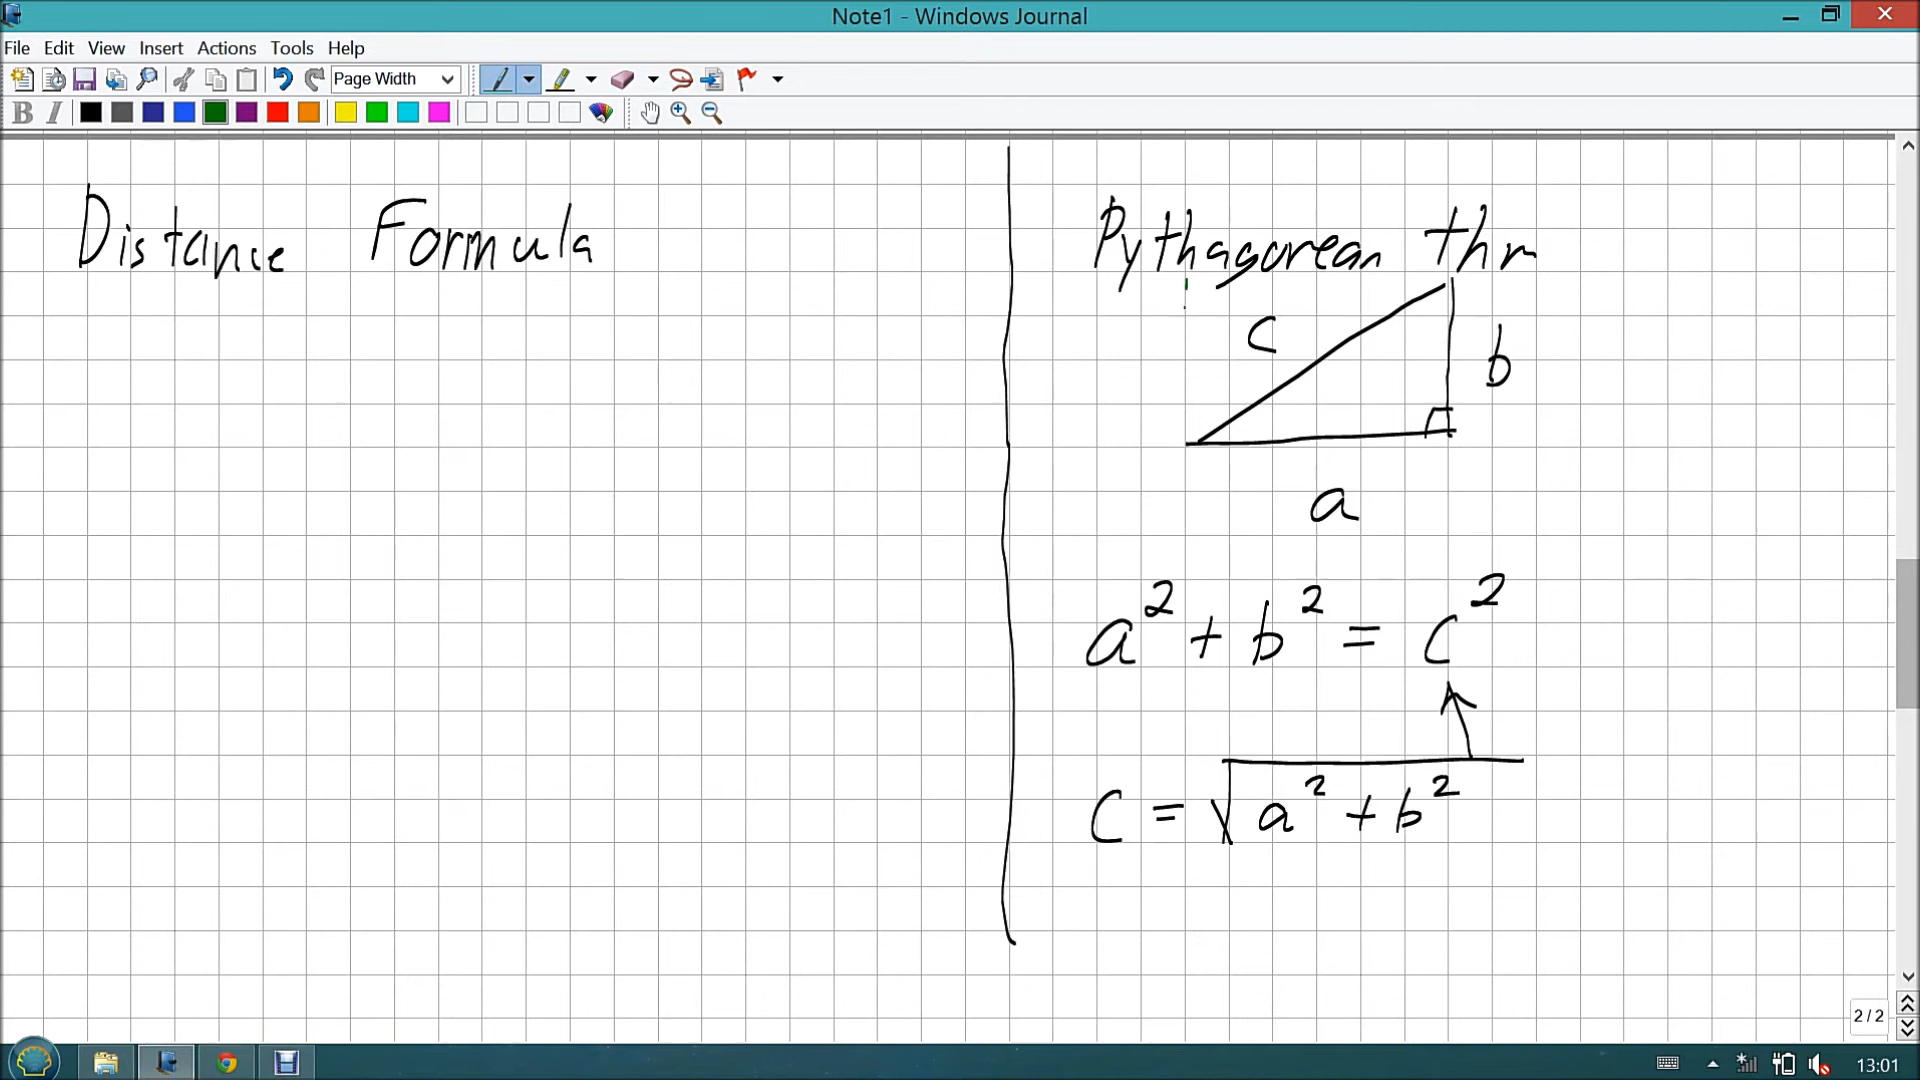 Note1 - Windows Journal
File Edit View Insert Actions Tools Help
Page Width
B I
Distance Formula
Pythagorean thm
c
b
a
a² + b² = c²
c = √a² + b²
2 / 2
13:01